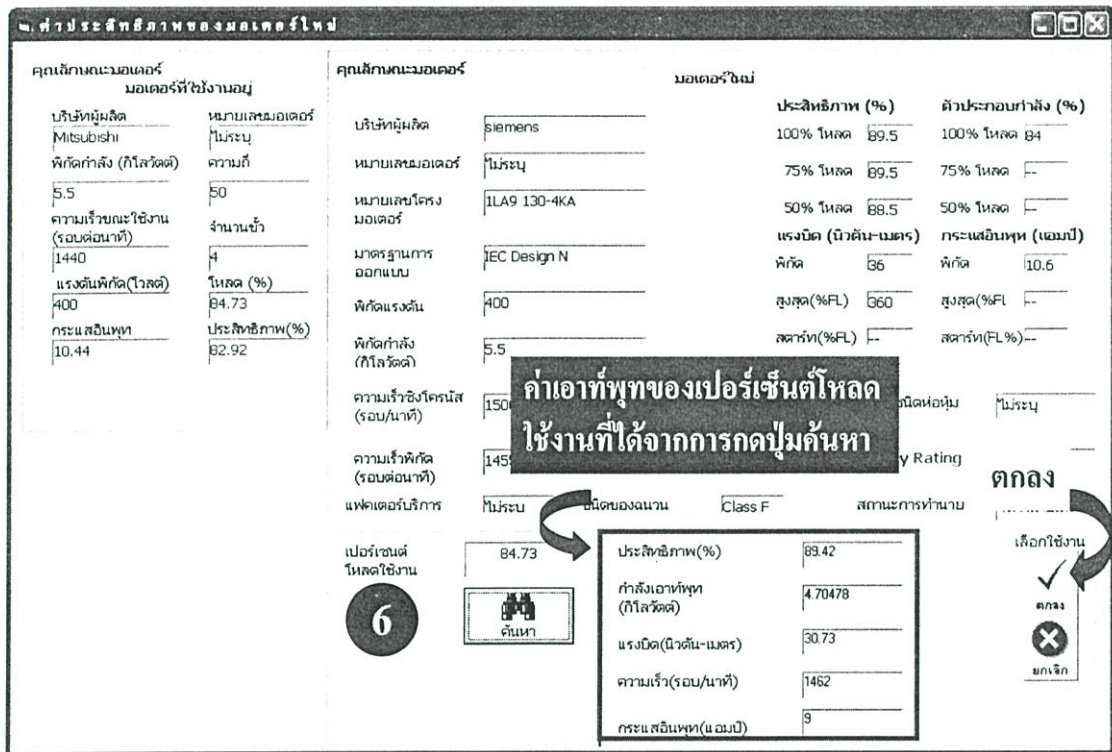 ๒. ค่าประสิทธิภาพของมอเตอร์ใหม่
คุณลักษณะมอเตอร์
มอเตอร์ที่ใช้งานอยู่
บริษัทผู้ผลิต หมายเลขมอเตอร์
Mitsubishi ไม่ระบุ
พิกัดกำลัง (กิโลวัตต์) ความถี่
5.5 50
ความเร็วขณะใช้งาน
(รอบต่อนาที) จำนวนขั้ว
1440 4
แรงดันพิกัด(โวลต์) โหลด (%)
400 84.73
กระแสอินพุท ประสิทธิภาพ(%)
10.44 82.92
คุณลักษณะมอเตอร์
มอเตอร์ใหม่
บริษัทผู้ผลิต siemens
หมายเลขมอเตอร์ ไม่ระบุ
หมายเลขโครง
มอเตอร์ 1LA9 130-4KA
มาตรฐานการ
ออกแบบ IEC Design N
พิกัดแรงดัน 400
พิกัดกำลัง
(กิโลวัตต์) 5.5
ความเร็วซิงโครนัส
(รอบ/นาที) 150
ความเร็วพิกัด
(รอบต่อนาที) 145
ประสิทธิภาพ (%) ตัวประกอบกำลัง (%)
100% โหลด 89.5 100% โหลด 84
75% โหลด 89.5 75% โหลด --
50% โหลด 88.5 50% โหลด --
แรงบิด (นิวตัน-เมตร) กระแสอินพุท (แอมป์)
พิกัด 36 พิกัด 10.6
สูงสุด(%FL) 360 สูงสุด(%FL --
สตาร์ท(%FL) -- สตาร์ท(FL%) --
ค่าเอาท์พุทของเปอร์เซ็นต์โหลด
ใช้งานที่ได้จากการกดปุ่มค้นหา
ชนิดห่อหุ้ม ไม่ระบุ
y Rating
ตกลง
แฟคเตอร์บริการ ไม่ระบุ ชนิดของฉนวน Class F สถานะการทำนาย
เปอร์เซนต์
โหลดใช้งาน 84.73
6
ค้นหา
ประสิทธิภาพ(%) 89.42
กำลังเอาท์พุท
(กิโลวัตต์) 4.70478
แรงบิด(นิวตัน-เมตร) 30.73
ความเร็ว(รอบ/นาที) 1462
กระแสอินพุท(แอมป์) 9
เลือกใช้งาน
ตกลง
ยกเลิก